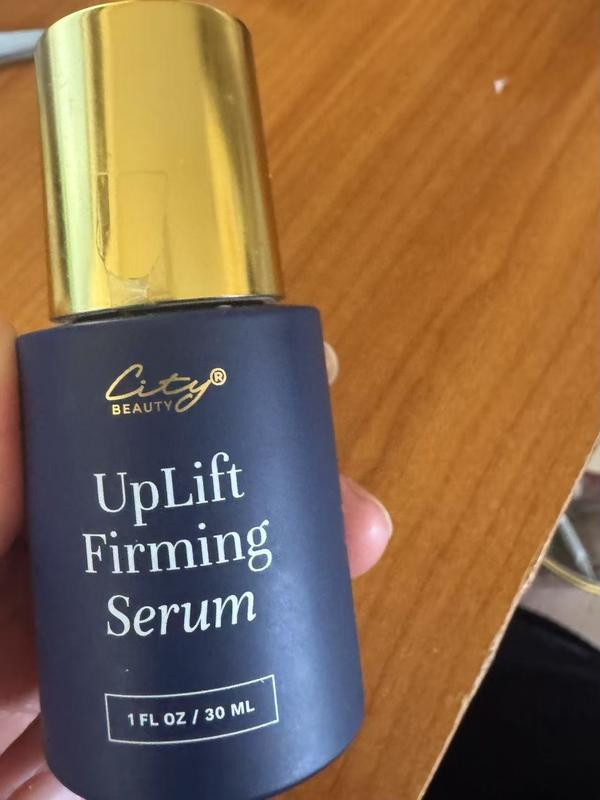 City®
BEAUTY
UpLift
Firming
Serum
1 FL OZ / 30 ML